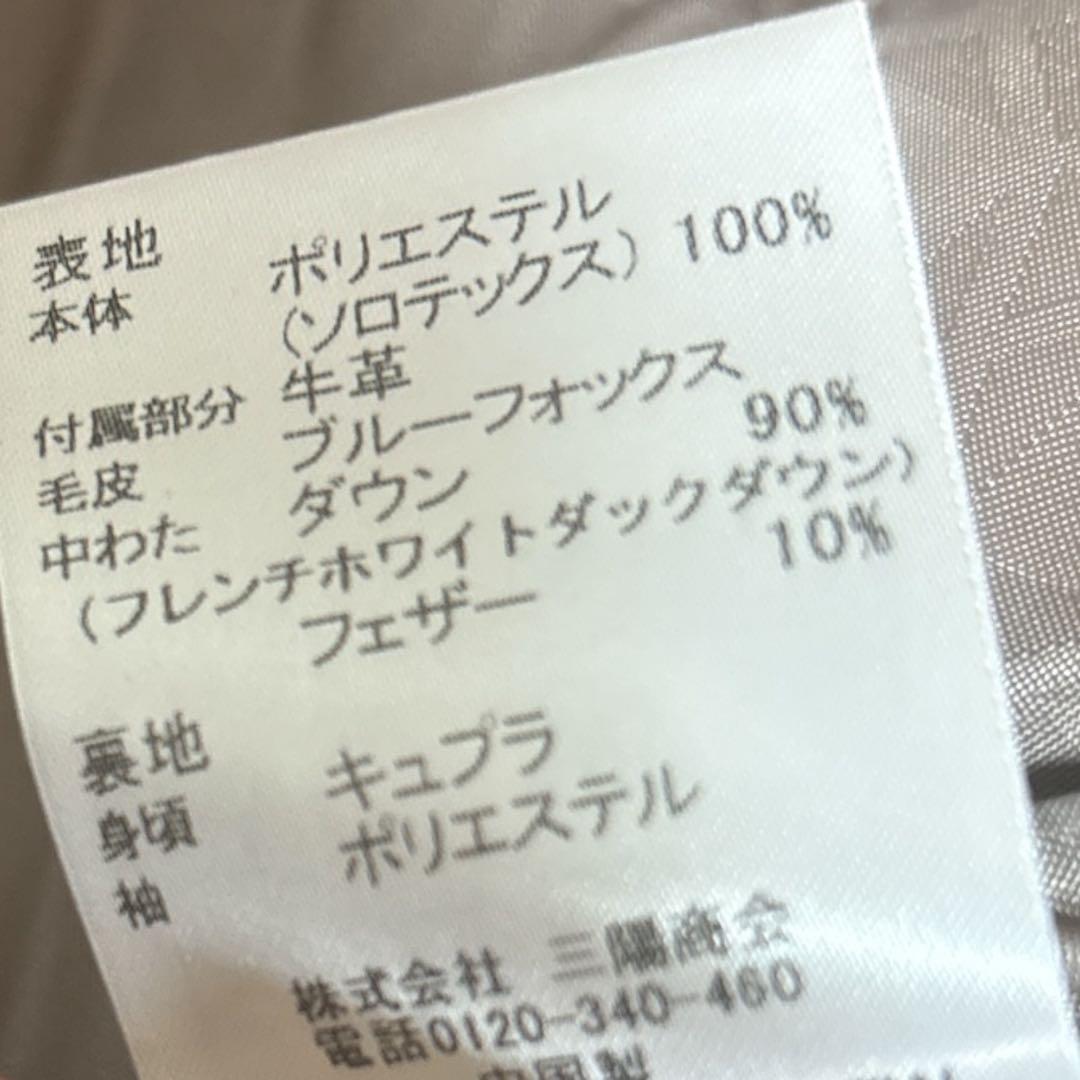 表地
本体 ポリエステル
(ソロテックス) 100%
付属部分 牛革
毛皮 ブルーフォックス
中わた ダウン 90%
(フレンチホワイトダックダウン)
フェザー 10%
裏地
身頃 キュプラ
袖 ポリエステル
株式会社 三陽商会
電話0120-340-460
中国製